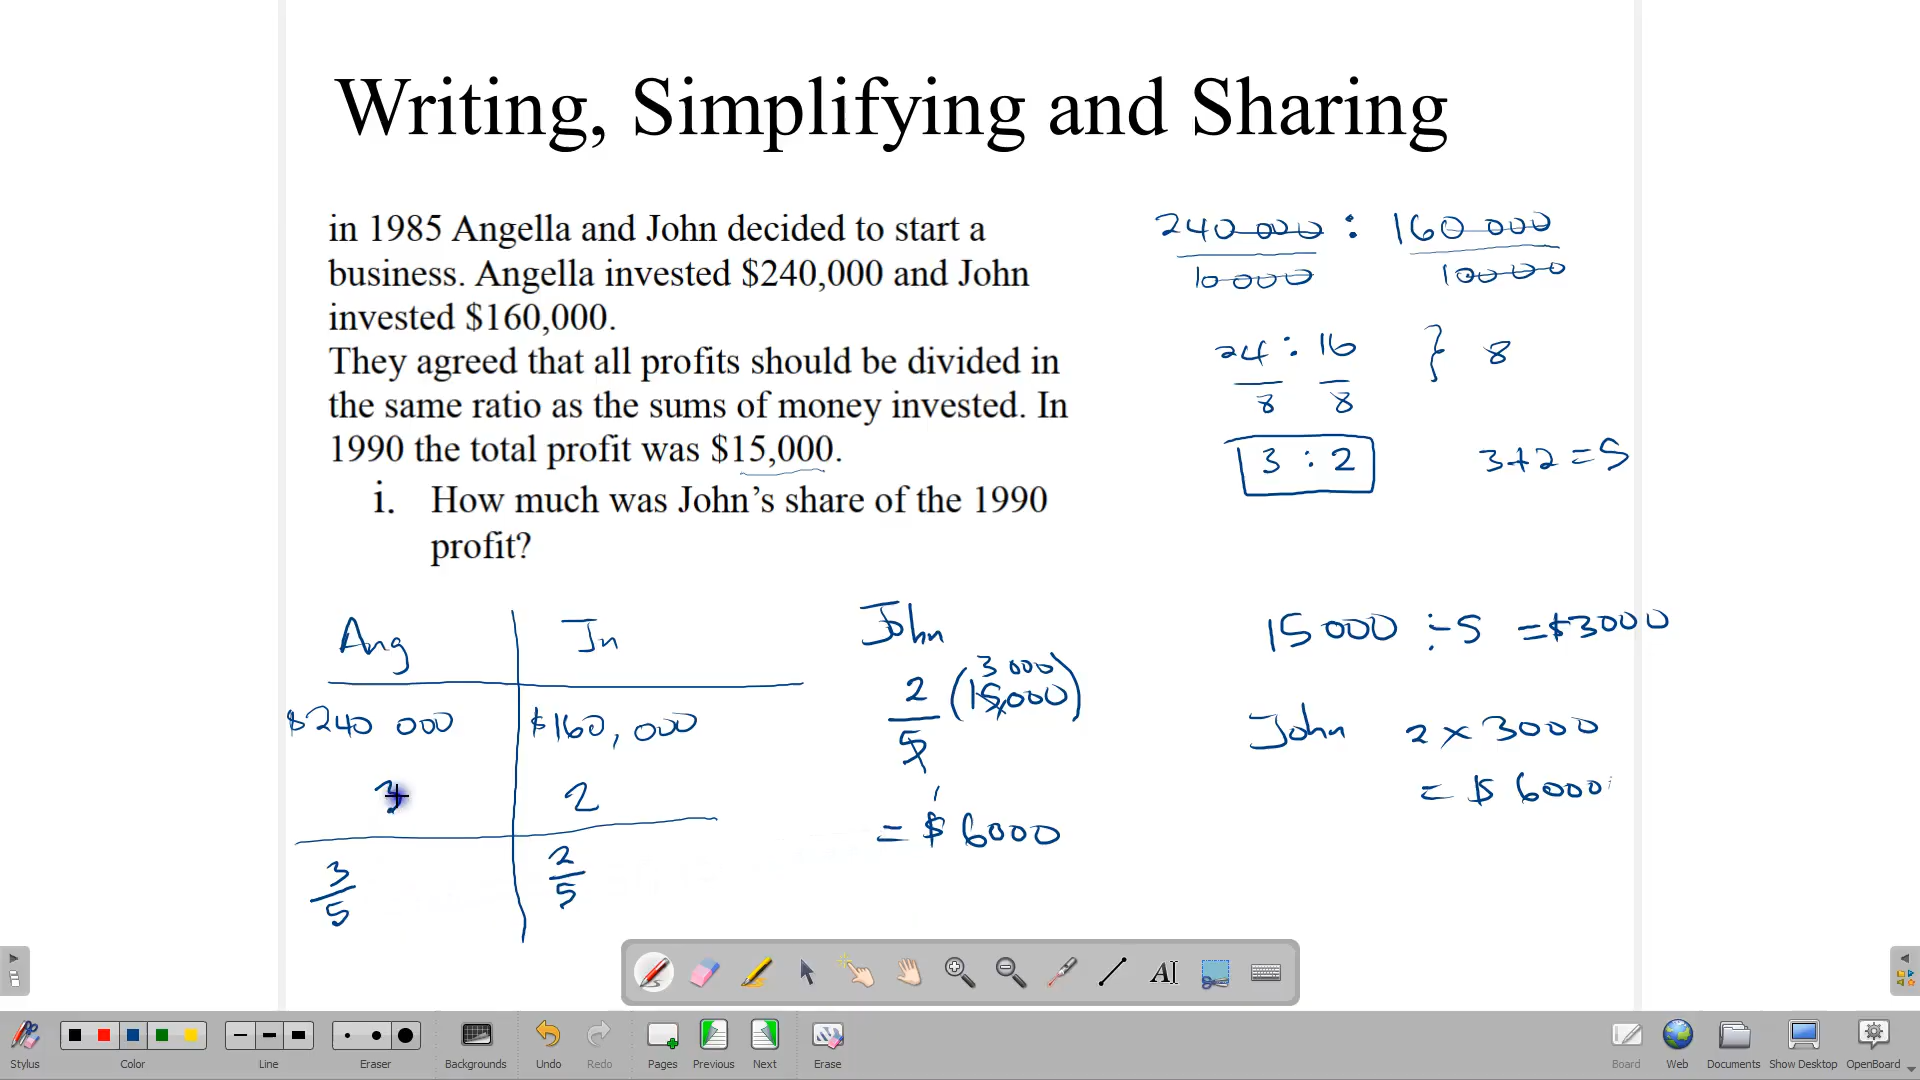 Writing, Simplifying and Sharing
in 1985 Angella and John decided to start a
business. Angella invested $240,000 and John
invested $160,000.
They agreed that all profits should be divided in
the same ratio as the sums of money invested. In
1990 the total profit was $15,000.
i. How much was John’s share of the 1990
profit?
240 000 : 160 000
10000 10000
24 : 16 } 8
8 8
3 : 2 3+2=5
Ang Jn
$240 000 $160,000
3 2
3/5 2/5
John
3 000
2/5 (15,000)
1
= $ 6000
15000 ÷ 5 = $3000
John 2 x 3000
= $ 6000
Stylus Color Line Eraser Backgrounds Undo Redo Pages Previous Next Erase Board Web Documents Show Desktop OpenBoard